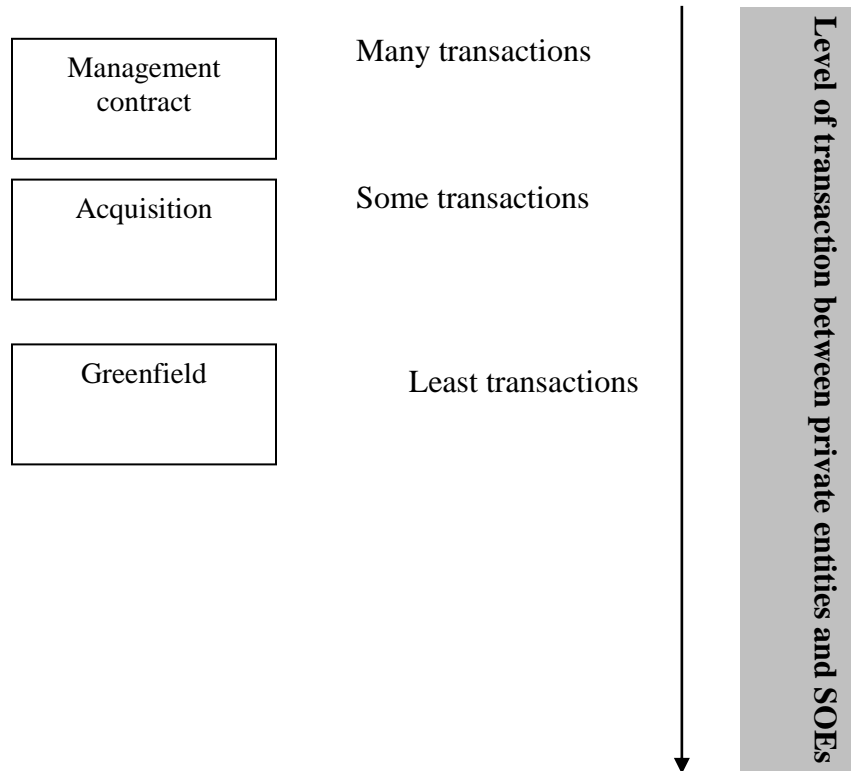 Many transactions
Management
contract
Some transactions
Acquisition
Greenfield
Least transactions
Level of transaction between private entities and SOEs